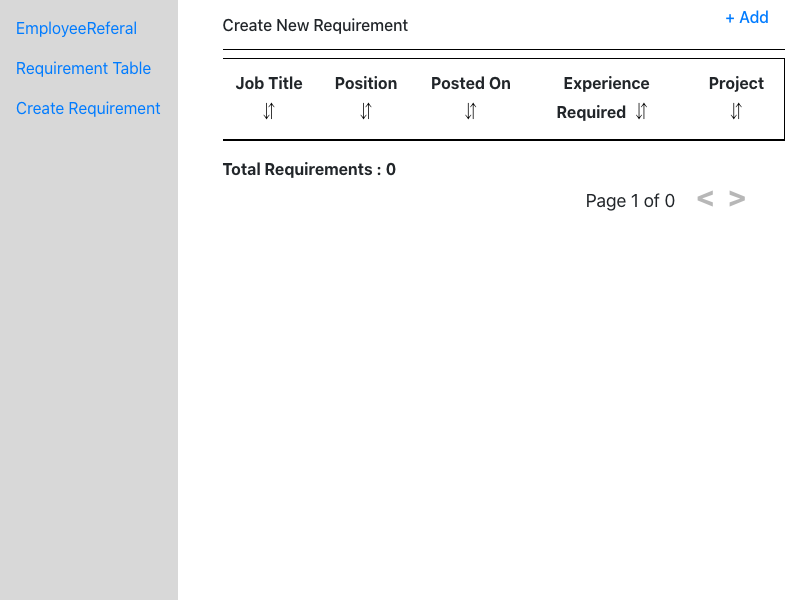 EmployeeReferal
Requirement Table
Create Requirement
Create New Requirement
+ Add
Job Title ⇵
Position ⇵
Posted On ⇵
Experience
Required ⇵
Project ⇵
Total Requirements : 0
Page 1 of 0 < >